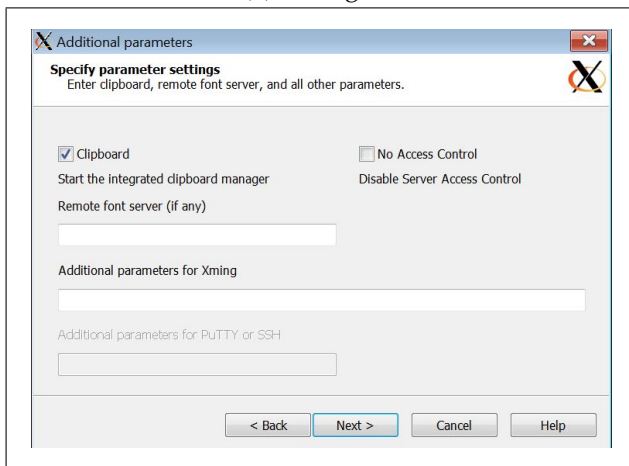 Additional parameters
Specify parameter settings
Enter clipboard, remote font server, and all other parameters.
Clipboard
No Access Control
Start the integrated clipboard manager
Disable Server Access Control
Remote font server (if any)
Additional parameters for Xming
Additional parameters for PuTTY or SSH
< Back
Next >
Cancel
Help